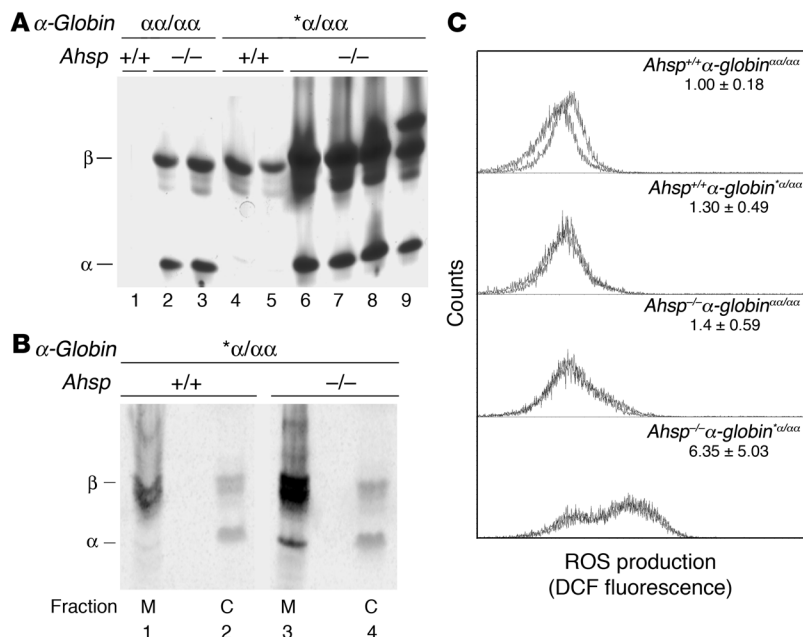 A
α-Globin αα/αα *α/αα
Ahsp +/+ –/– +/+ –/–
β
α
1 2 3 4 5 6 7 8 9
B
α-Globin *α/αα
Ahsp +/+ –/–
β
α
Fraction M C M C
1 2 3 4
C
Ahsp+/+α-globinαα/αα
1.00 ± 0.18
Ahsp+/+α-globin*α/αα
1.30 ± 0.49
Ahsp–/–α-globinαα/αα
1.4 ± 0.59
Ahsp–/–α-globin*α/αα
6.35 ± 5.03
Counts
ROS production
(DCF fluorescence)